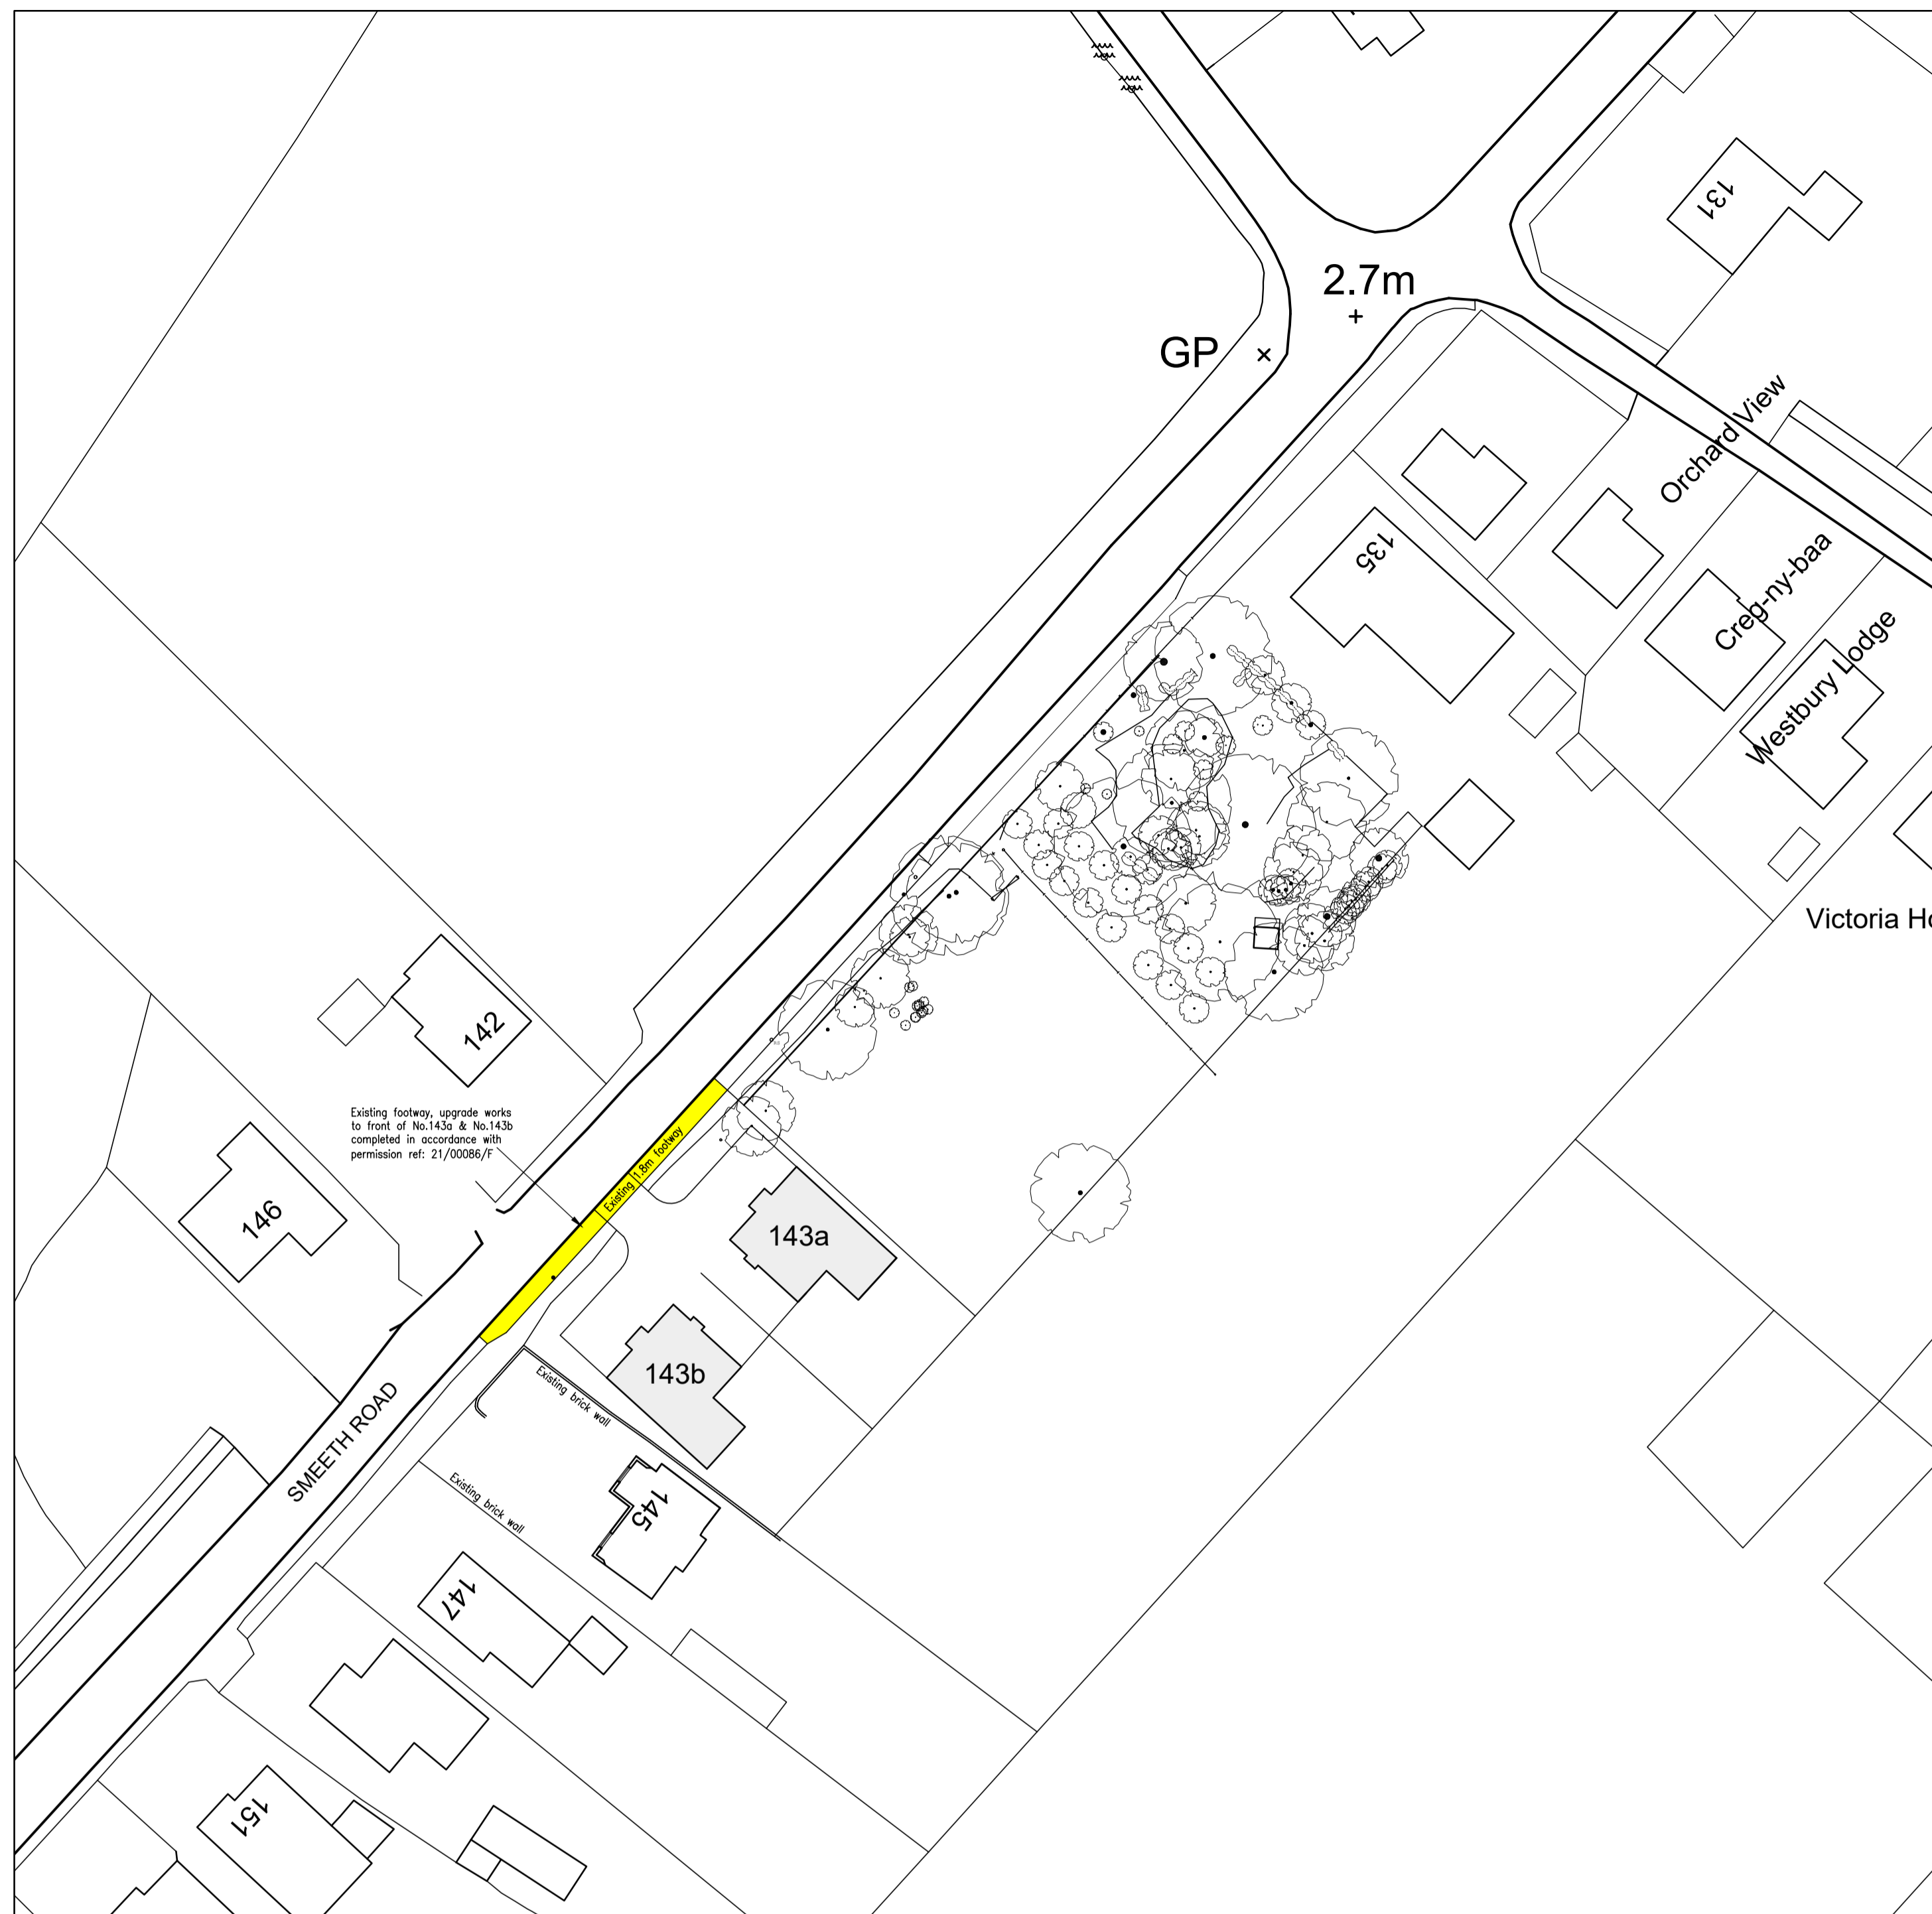 131
2.7m
GP
Orchard View
135
Creg-ny-baa
Westbury Lodge
Victoria
142
Existing footway, upgrade works
to front of No.143a & No.143b
completed in accordance with
permission ref: 21/00086/F
Existing 1.8m footway
146
143a
143b
SMEETH ROAD
Existing brick wall
Existing brick wall
145
147
151